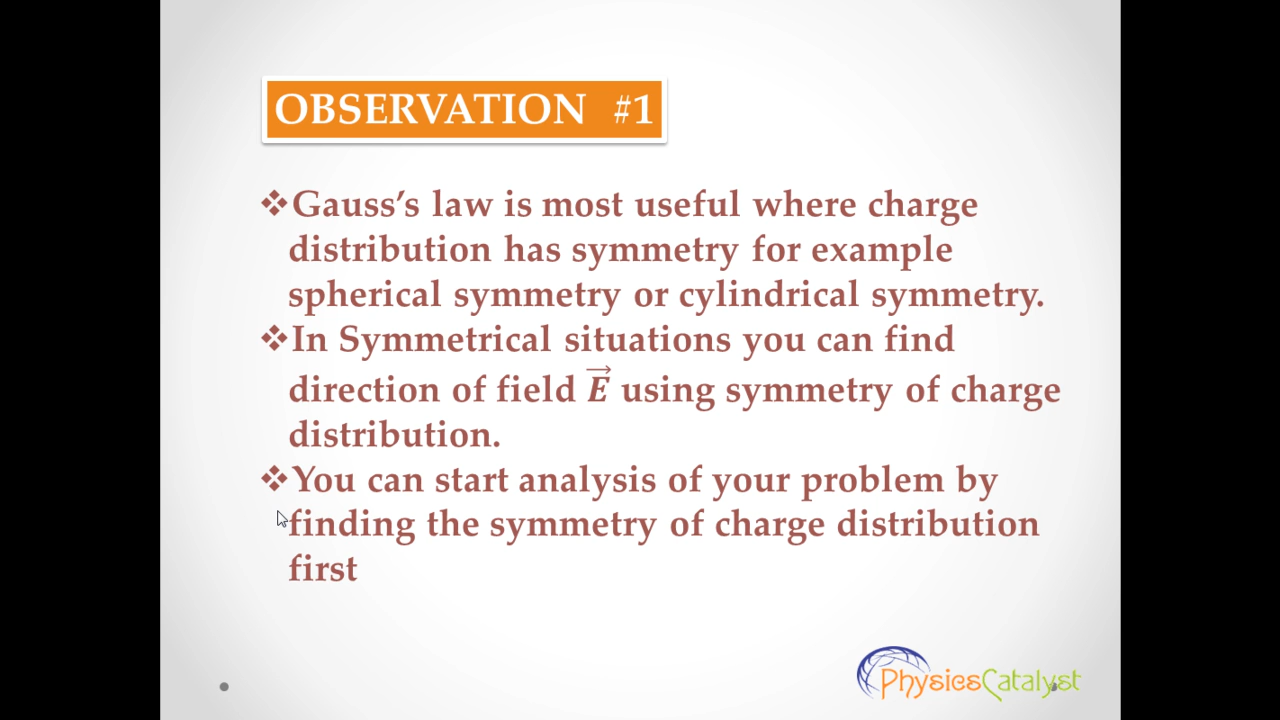 OBSERVATION #1
❖Gauss’s law is most useful where charge
distribution has symmetry for example
spherical symmetry or cylindrical symmetry.
❖In Symmetrical situations you can find
direction of field \(\vec{E}\) using symmetry of charge
distribution.
❖You can start analysis of your problem by
finding the symmetry of charge distribution
first
PhysicsCatalyst